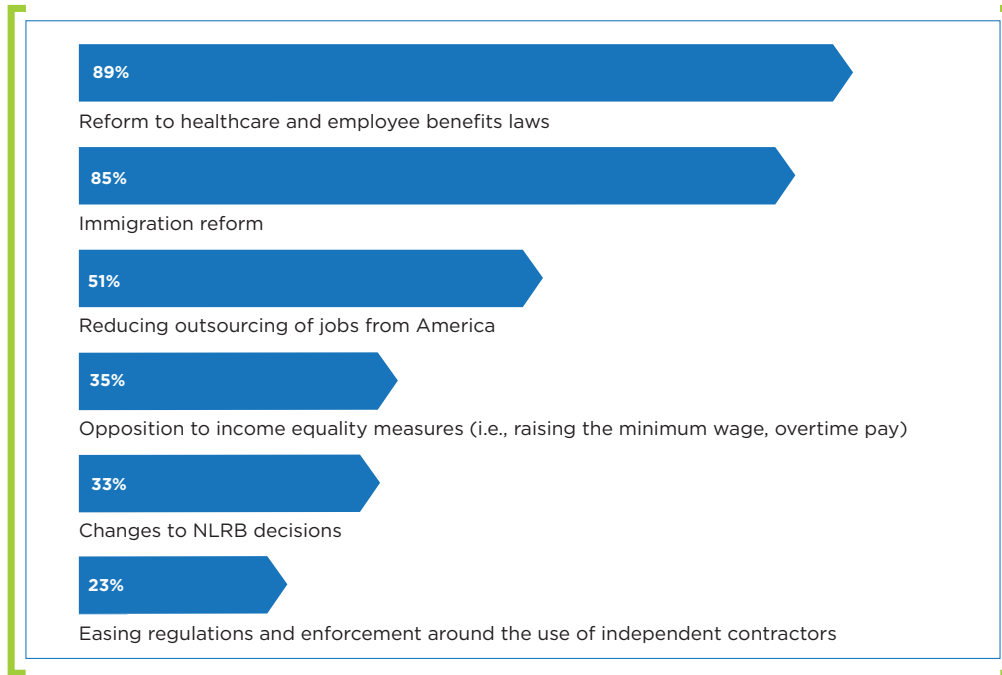 89%
Reform to healthcare and employee benefits laws
85%
Immigration reform
51%
Reducing outsourcing of jobs from America
35%
Opposition to income equality measures (i.e., raising the minimum wage, overtime pay)
33%
Changes to NLRB decisions
23%
Easing regulations and enforcement around the use of independent contractors